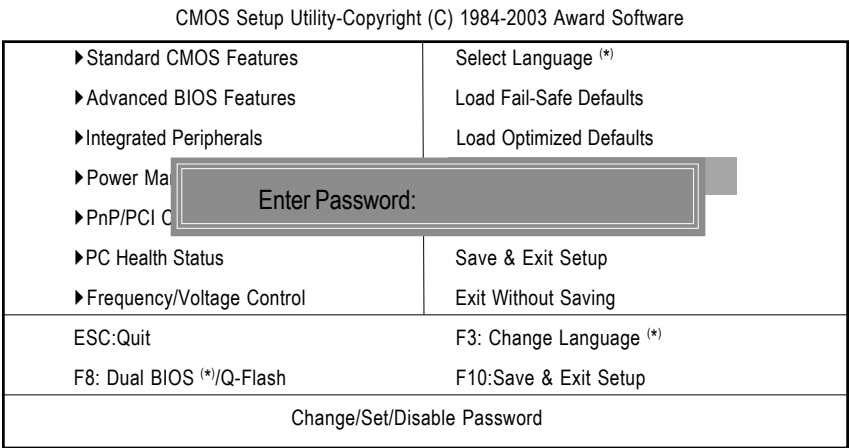 CMOS Setup Utility-Copyright (C) 1984-2003 Award Software
▶Standard CMOS Features
Select Language (*)
▶Advanced BIOS Features
Load Fail-Safe Defaults
▶Integrated Peripherals
Load Optimized Defaults
▶Power Ma
Enter Password:
▶PnP/PCI C
▶PC Health Status
Save & Exit Setup
▶Frequency/Voltage Control
Exit Without Saving
ESC:Quit
F3: Change Language (*)
F8: Dual BIOS (*)/Q-Flash
F10:Save & Exit Setup
Change/Set/Disable Password